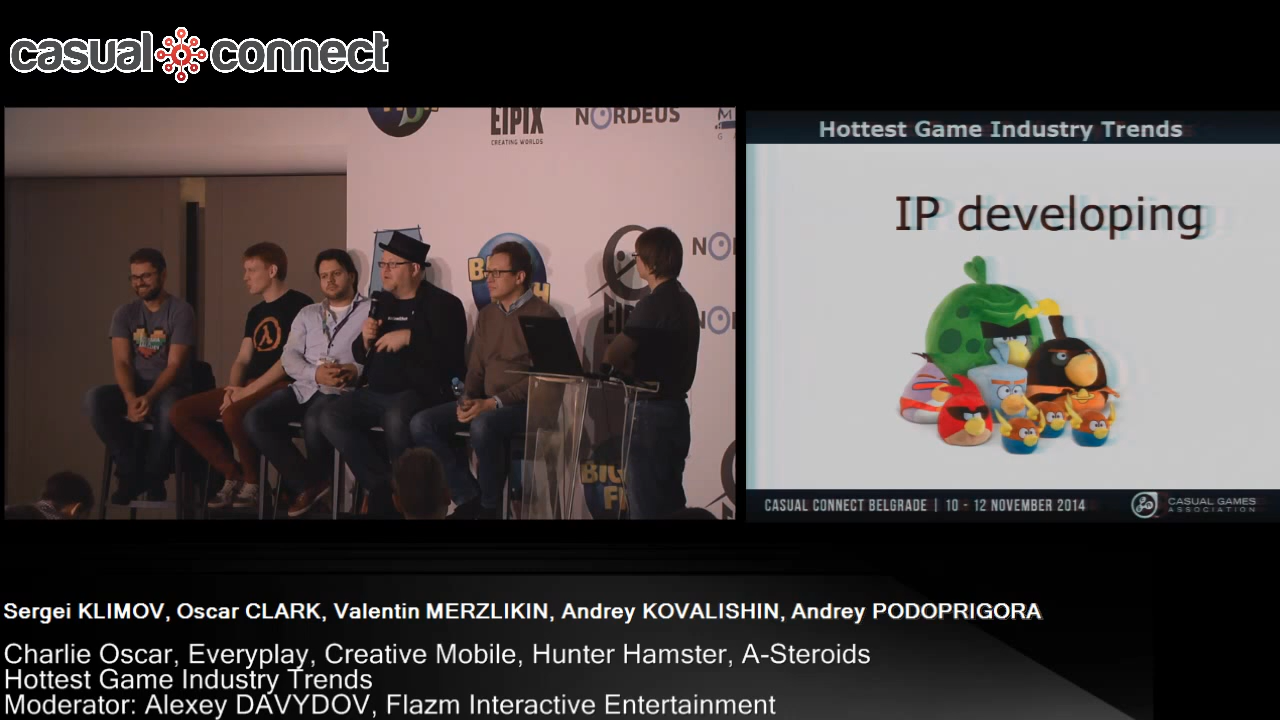 casual connect
EIPIX
CREATING WORLDS
NORDEUS
Hottest Game Industry Trends
IP developing
CASUAL CONNECT BELGRADE | 10 - 12 NOVEMBER 2014
CASUAL GAMES
ASSOCIATION
Sergei KLIMOV, Oscar CLARK, Valentin MERZLIKIN, Andrey KOVALISHIN, Andrey PODOPRIGORA
Charlie Oscar, Everyplay, Creative Mobile, Hunter Hamster, A-Steroids
Hottest Game Industry Trends
Moderator: Alexey DAVYDOV, Flazm Interactive Entertainment